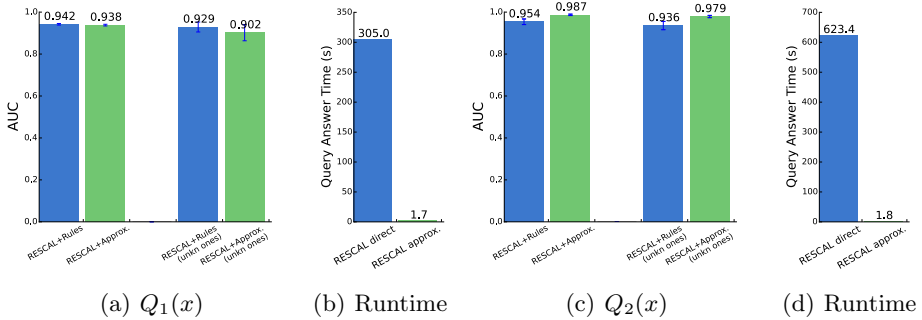 1,0
0,8
0,6
0,4
0,2
0,0
AUC
0.942
0.938
0.929
0.902
RESCAL+Rules
RESCAL+Approx.
RESCAL+Rules
(unkn ones)
RESCAL+Approx.
(unkn ones)
(a) Q₁(x)
350
300
250
200
150
100
50
0
Query Answer Time (s)
305.0
1.7
RESCAL direct
RESCAL approx.
(b) Runtime
1,0
0,8
0,6
0,4
0,2
0,0
AUC
0.954
0.987
0.936
0.979
RESCAL+Rules
RESCAL+Approx.
RESCAL+Rules
(unkn ones)
RESCAL+Approx.
(unkn ones)
(c) Q₂(x)
700
600
500
400
300
200
100
0
Query Answer Time (s)
623.4
1.8
RESCAL direct
RESCAL approx.
(d) Runtime